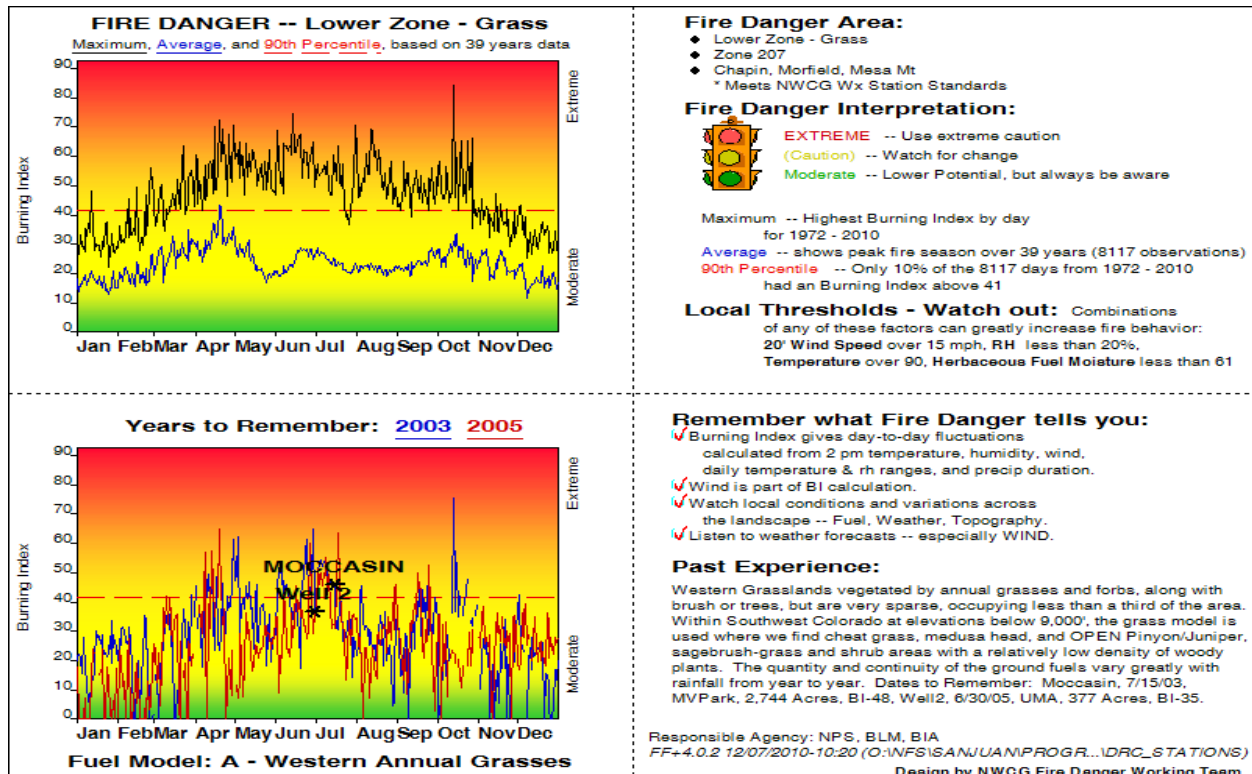 FIRE DANGER -- Lower Zone - Grass
Maximum, Average, and 90th Percentile, based on 39 years data
Burning Index
90
80
70
60
50
40
30
20
10
0
Extreme
Moderate
Jan Feb Mar Apr May Jun Jul Aug Sep Oct Nov Dec
Fire Danger Area:
Lower Zone - Grass
Zone 207
Chapin, Morfield, Mesa Mt
* Meets NWCG Wx Station Standards
Fire Danger Interpretation:
EXTREME -- Use extreme caution
(Caution) -- Watch for change
Moderate -- Lower Potential, but always be aware
Maximum -- Highest Burning Index by day
for 1972 - 2010
Average -- shows peak fire season over 39 years (8117 observations)
90th Percentile -- Only 10% of the 8117 days from 1972 - 2010
had an Burning Index above 41
Local Thresholds - Watch out: Combinations
of any of these factors can greatly increase fire behavior:
20' Wind Speed over 15 mph, RH less than 20%,
Temperature over 90, Herbaceous Fuel Moisture less than 61
Years to Remember: 2003 2005
Burning Index
90
80
70
60
50
40
30
20
10
0
Extreme
Moderate
MOCCASIN
Well 2
Jan Feb Mar Apr May Jun Jul Aug Sep Oct Nov Dec
Fuel Model: A - Western Annual Grasses
Remember what Fire Danger tells you:
Burning Index gives day-to-day fluctuations
calculated from 2 pm temperature, humidity, wind,
daily temperature & rh ranges, and precip duration.
Wind is part of BI calculation.
Watch local conditions and variations across
the landscape -- Fuel, Weather, Topography.
Listen to weather forecasts -- especially WIND.
Past Experience:
Western Grasslands vegetated by annual grasses and forbs, along with
brush or trees, but are very sparse, occupying less than a third of the area.
Within Southwest Colorado at elevations below 9,000', the grass model is
used where we find cheat grass, medusa head, and OPEN Pinyon/Juniper,
sagebrush-grass and shrub areas with a relatively low density of woody
plants. The quantity and continuity of the ground fuels vary greatly with
rainfall from year to year. Dates to Remember: Moccasin, 7/15/03,
MVPark, 2,744 Acres, BI-48, Well2, 6/30/05, UMA, 377 Acres, BI-35.
Responsible Agency: NPS, BLM, BIA
FF+4.0.2 12/07/2010-10:20 (O:\NFS\SANJUAN\PROGR...\DRC_STATIONS)
Design by NWCG Fire Danger Working Team